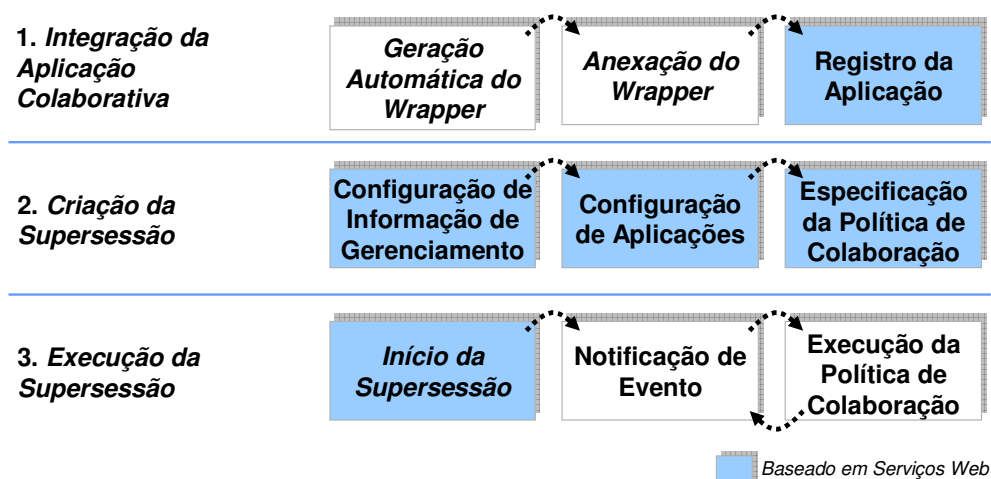 1. Integração da
Aplicação
Colaborativa
Geração
Automática do
Wrapper
Anexação do
Wrapper
Registro da
Aplicação
2. Criação da
Supersessão
Configuração de
Informação de
Gerenciamento
Configuração
de Aplicações
Especificação
da Política de
Colaboração
3. Execução da
Supersessão
Início da
Supersessão
Notificação de
Evento
Execução da
Política de
Colaboração
Baseado em Serviços Web